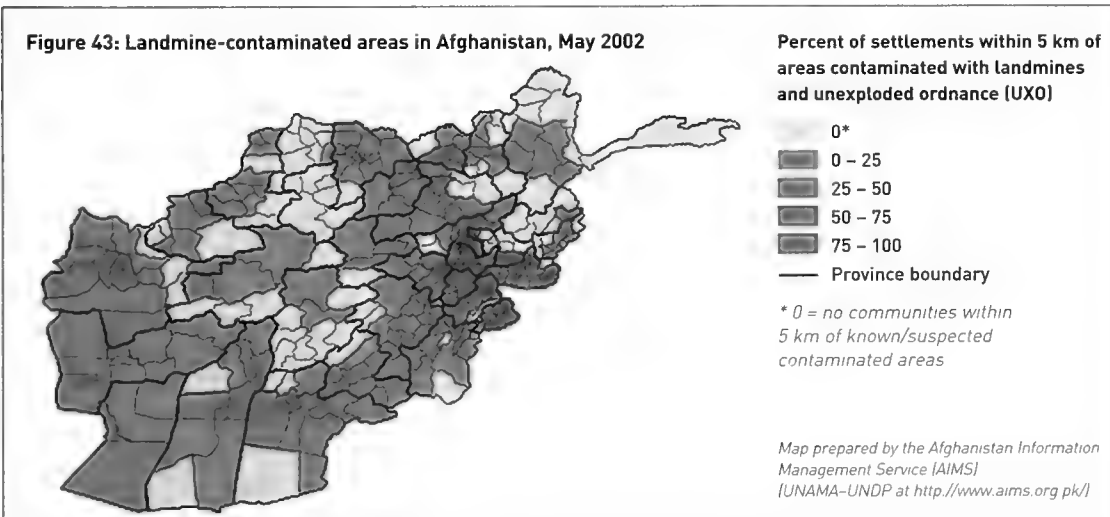 Figure 43: Landmine-contaminated areas in Afghanistan, May 2002
Percent of settlements within 5 km of
areas contaminated with landmines
and unexploded ordnance (UXO)
0*
0 – 25
25 – 50
50 – 75
75 – 100
Province boundary
* 0 = no communities within
5 km of known/suspected
contaminated areas
Map prepared by the Afghanistan Information
Management Service (AIMS)
(UNAMA–UNDP at http.//www.aims.org pk/)